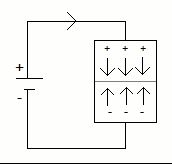 + + +
+
-
- - -